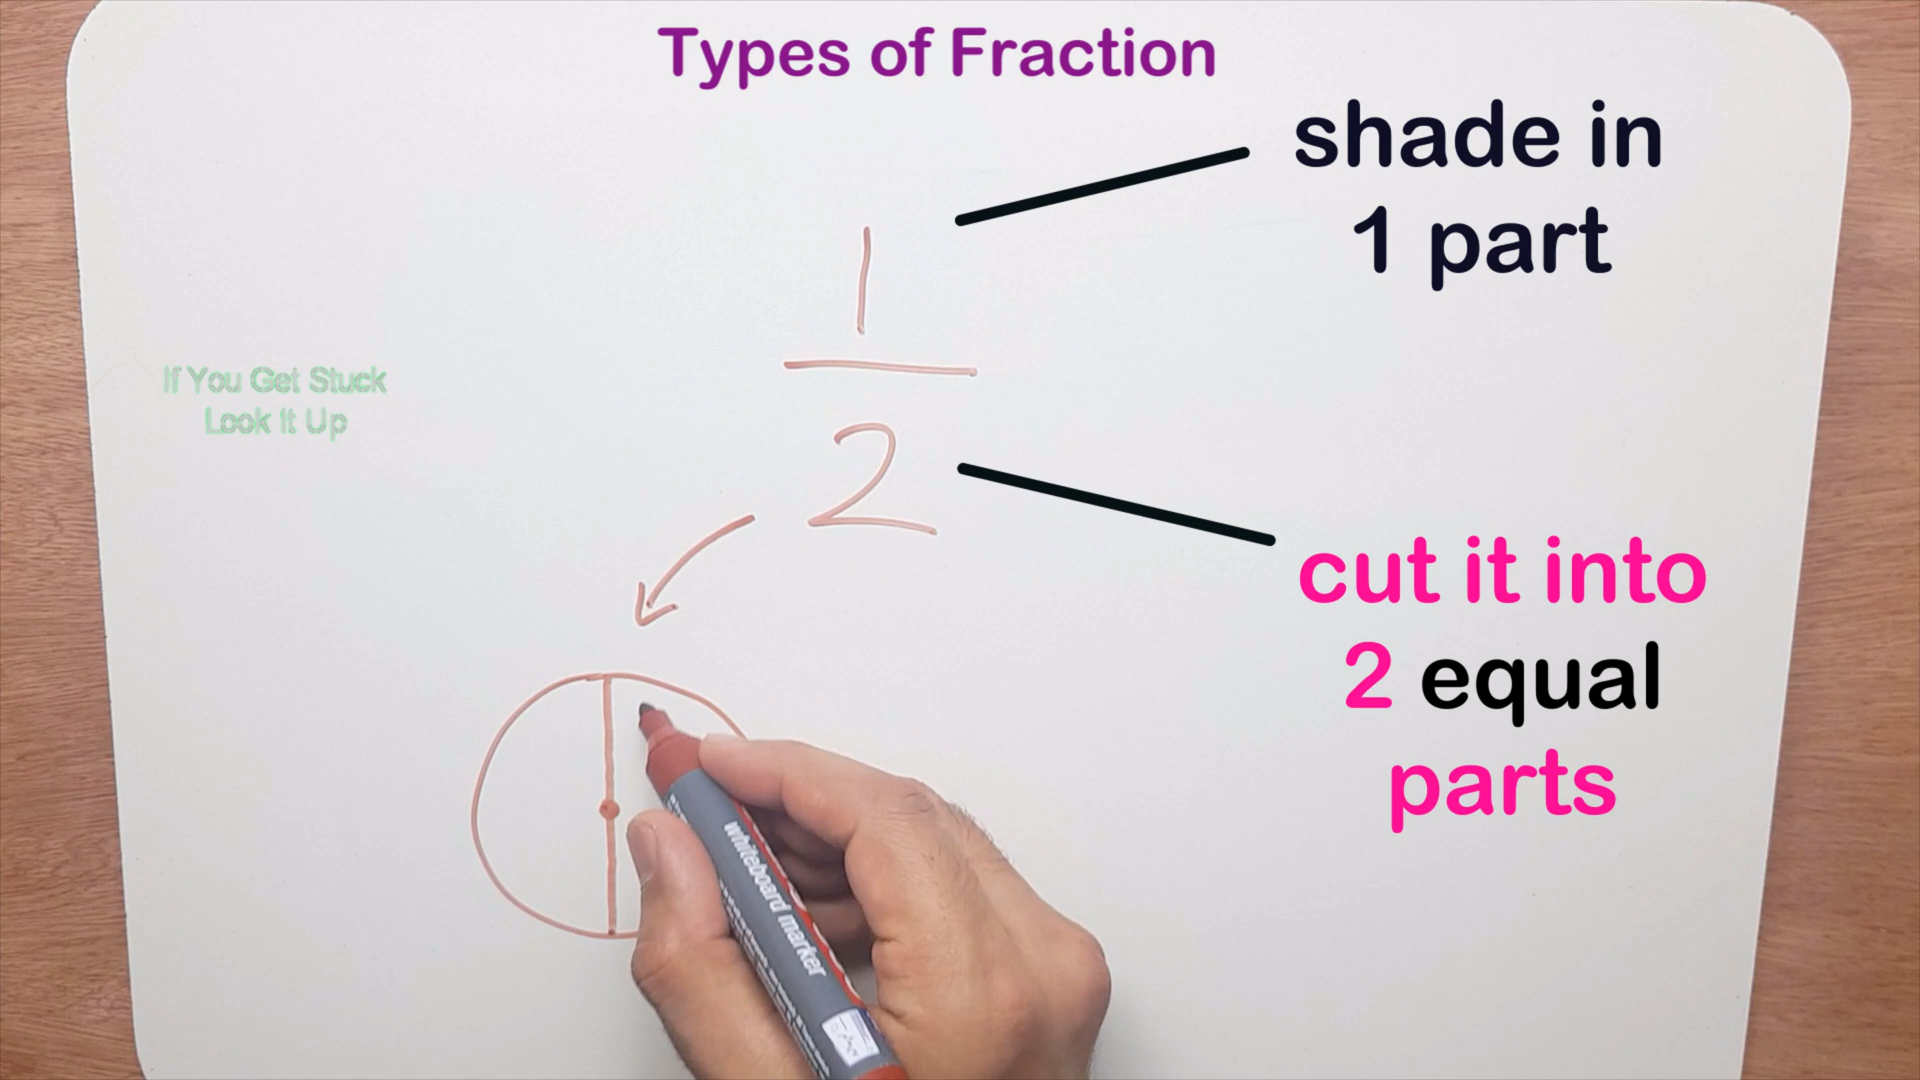 Types of Fraction
shade in
1 part
1
2
If You Get Stuck
Look It Up
cut it into
2 equal
parts
whiteboard marker